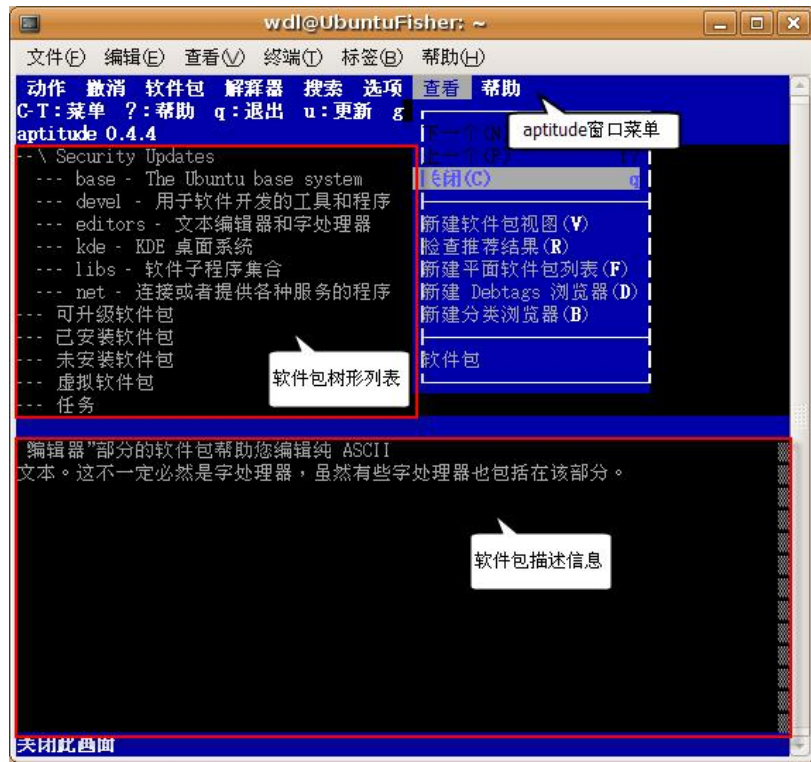 wdl@UbuntuFisher: ~
文件(F) 编辑(E) 查看(V) 终端(T) 标签(B) 帮助(H)
动作 撤消 软件包 解释器 搜索 选项 查看 帮助
C-T:菜单 ?:帮助 q:退出 u:更新 g
aptitude 0.4.4
aptitude窗口菜单
下一个(N)
上一个(P)
关闭(C) q
新建软件包视图(V)
检查推荐结果(R)
新建平面软件包列表(F)
新建 Debtags 浏览器(D)
新建分类浏览器(B)
软件包
--\ Security Updates
--- base - The Ubuntu base system
--- devel - 用于软件开发的工具和程序
--- editors - 文本编辑器和字处理器
--- kde - KDE 桌面系统
--- libs - 软件子程序集合
--- net - 连接或者提供各种服务的程序
--- 可升级软件包
--- 已安装软件包
--- 未安装软件包
--- 虚拟软件包
--- 任务
软件包树形列表
编辑器”部分的软件包帮助您编辑纯 ASCII
文本。这不一定必然是字处理器，虽然有些字处理器也包括在该部分。
软件包描述信息
关闭此画面